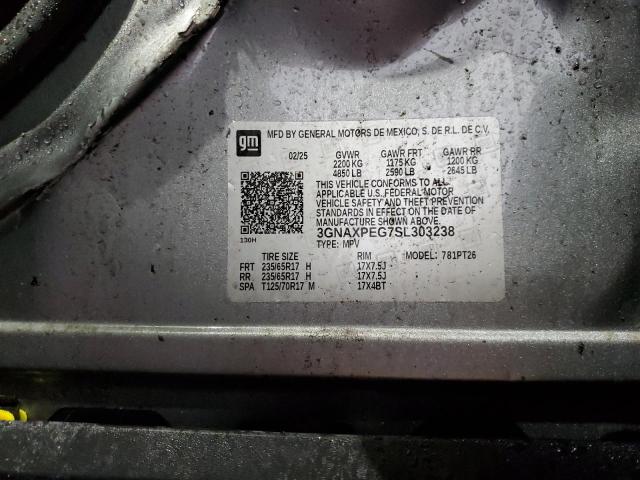 gm MFD BY GENERAL MOTORS DE MEXICO, S. DE R.L. DE C.V.
02/25 GVWR GAWR FRT GAWR RR
2200 KG 1175 KG 1200 KG
4850 LB 2590 LB 2645 LB
THIS VEHICLE CONFORMS TO ALL
APPLICABLE U.S. FEDERAL MOTOR
VEHICLE SAFETY AND THEFT PREVENTION
STANDARDS IN EFFECT ON THE DATE OF
MANUFACTURE SHOWN ABOVE.
3GNAXPEG7SL303238
130H TYPE: MPV
TIRE SIZE RIM MODEL: 781PT26
FRT 235/65R17 H 17X7.5J
RR 235/65R17 H 17X7.5J
SPA T125/70R17 M 17X4BT